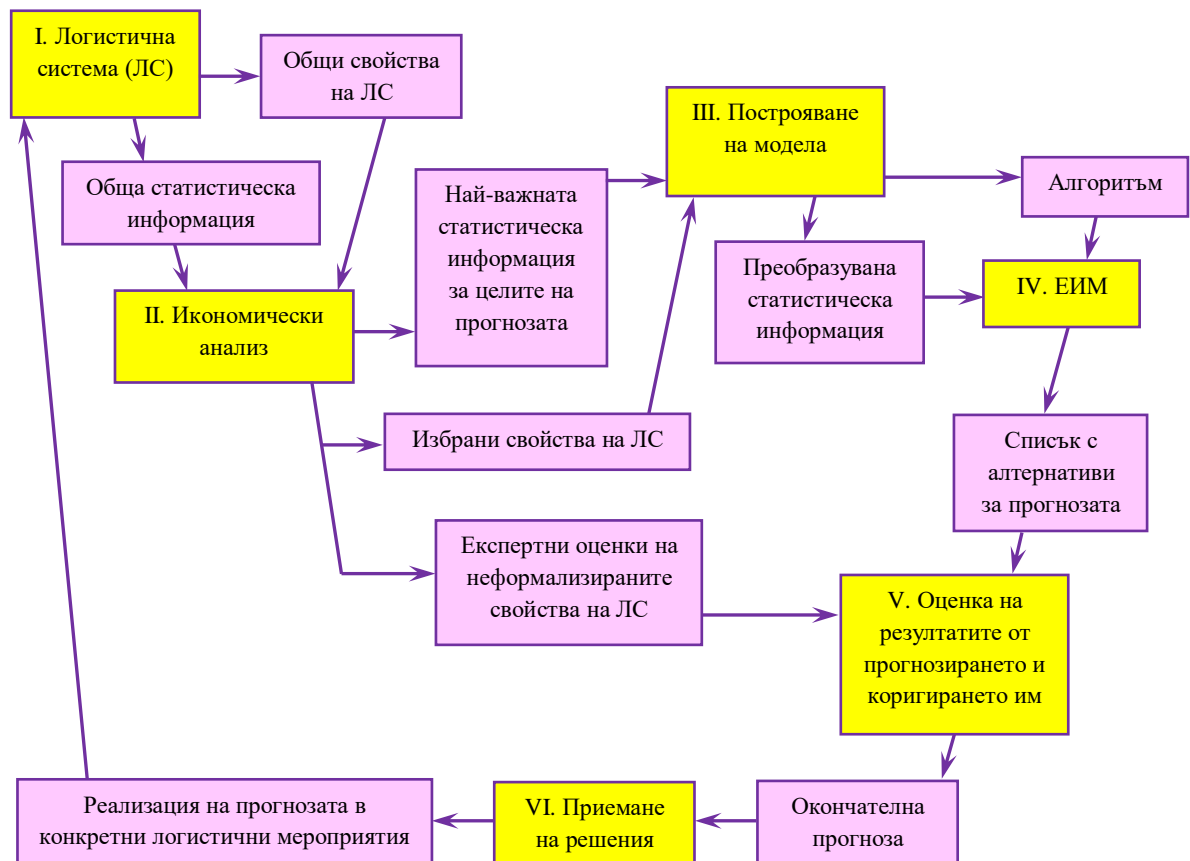 I. Логистична
система (ЛС)
Общи свойства
на ЛС
Обща статистическа
информация
II. Икономически
анализ
Най-важната
статистическа
информация
за целите на
прогнозата
III. Построяване
на модела
Алгоритъм
Преобразувана
статистическа
информация
IV. ЕИМ
Избрани свойства на ЛС
Списък с
алтернативи
за прогнозата
Експертни оценки на
неформализираните
свойства на ЛС
V. Оценка на
резултатите от
прогнозирането и
коригирането им
Реализация на прогнозата в
конкретни логистични мероприятия
VI. Приемане
на решения
Окончателна
прогноза